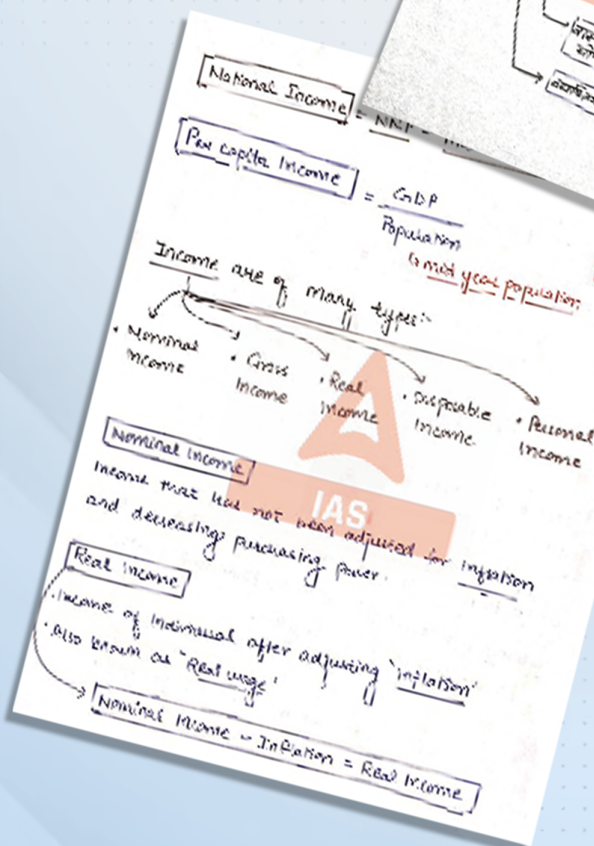 National Income = NNP -
Per capita Income = GDP
Population
↳ mid year population
Income are of many types:-
• Nominal Income
• Gross Income
• Real Income
• Disposable Income
• Personal Income
IAS
Nominal Income
Income that has not been adjusted for inflation
and decreasing purchasing power.
Real Income
• Income of Individual after adjusting "inflation"
• Also known as "Real wage"
Nominal Income - Inflation = Real Income